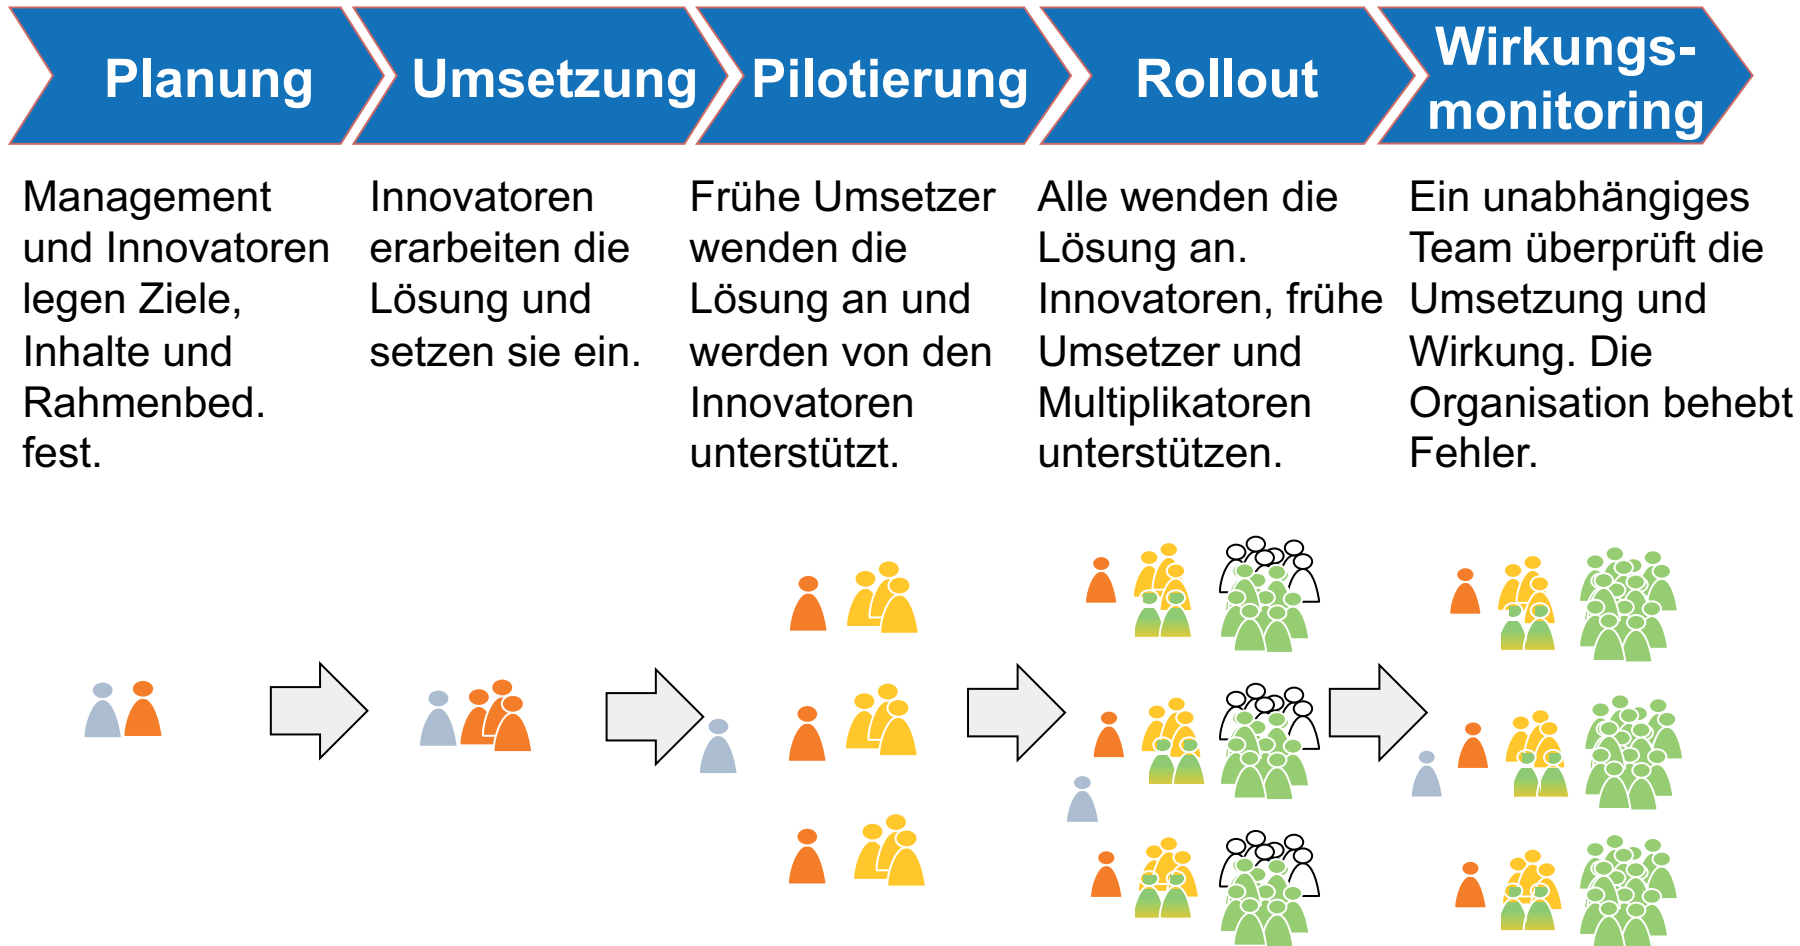 Planung
Umsetzung
Pilotierung
Rollout
Wirkungs-
monitoring
Management
und Innovatoren
legen Ziele,
Inhalte und
Rahmenbed.
fest.
Innovatoren
erarbeiten die
Lösung und
setzen sie ein.
Frühe Umsetzer
wenden die
Lösung an und
werden von den
Innovatoren
unterstützt.
Alle wenden die
Lösung an.
Innovatoren, frühe
Umsetzer und
Multiplikatoren
unterstützen.
Ein unabhängiges
Team überprüft die
Umsetzung und
Wirkung. Die
Organisation behebt
Fehler.